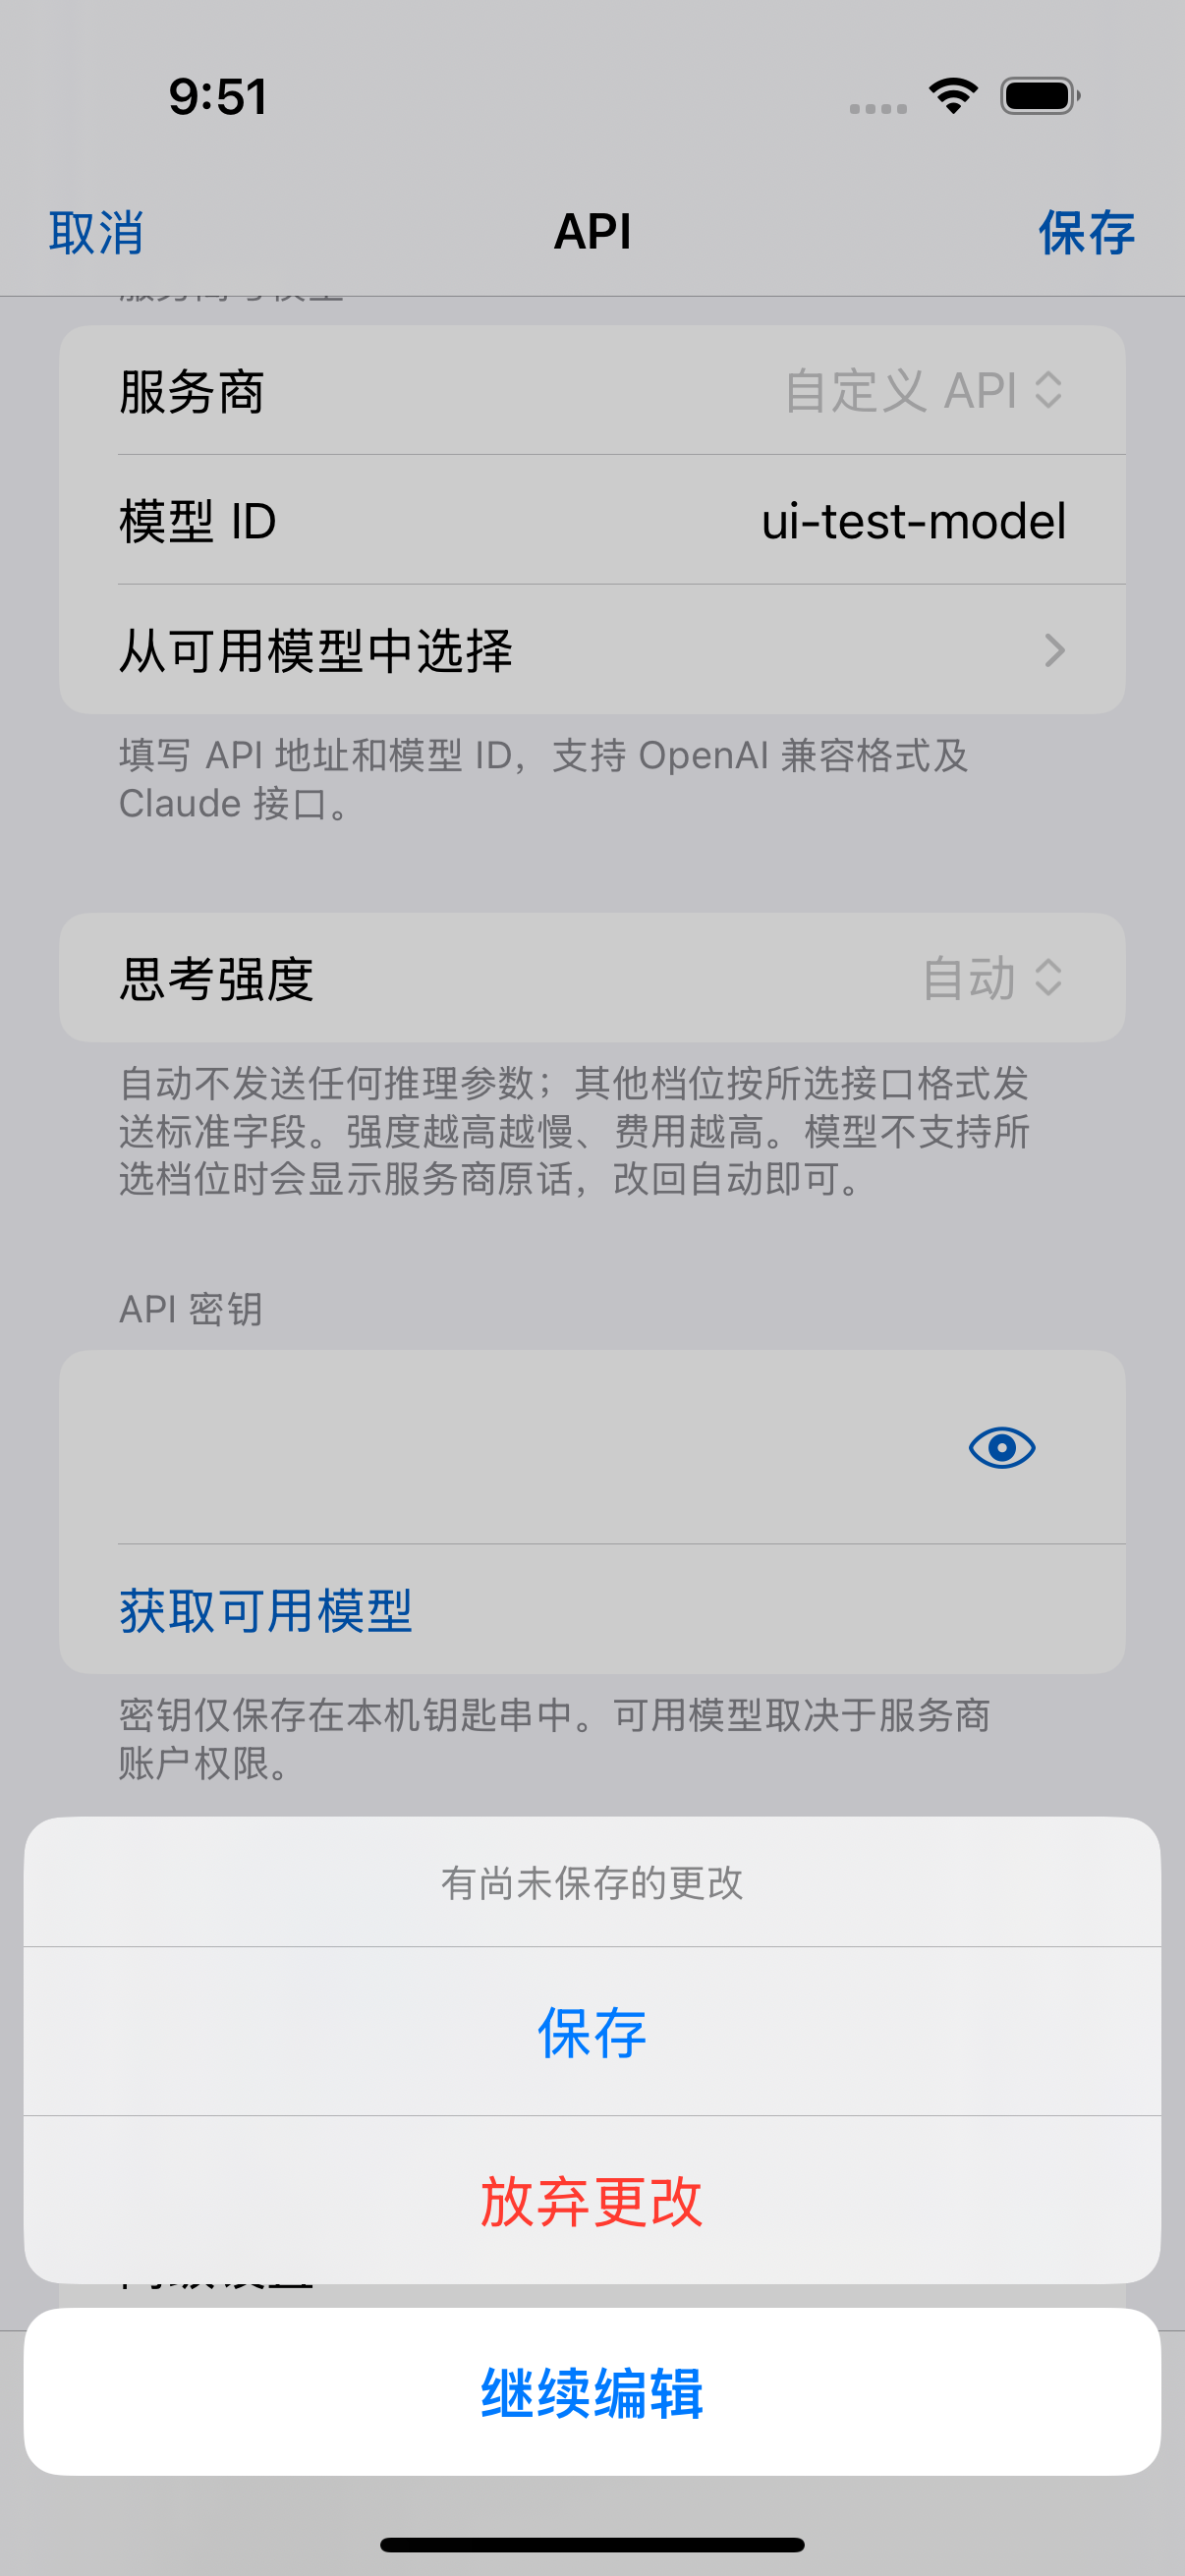 9:51
取消
API
保存
服务商
自定义 API
模型 ID
ui-test-model
从可用模型中选择
填写 API 地址和模型 ID，支持 OpenAI 兼容格式及
Claude 接口。
思考强度
自动
自动不发送任何推理参数；其他档位按所选接口格式发
送标准字段。强度越高越慢、费用越高。模型不支持所
选档位时会显示服务商原话，改回自动即可。
API 密钥
获取可用模型
密钥仅保存在本机钥匙串中。可用模型取决于服务商
账户权限。
有尚未保存的更改
保存
放弃更改
继续编辑